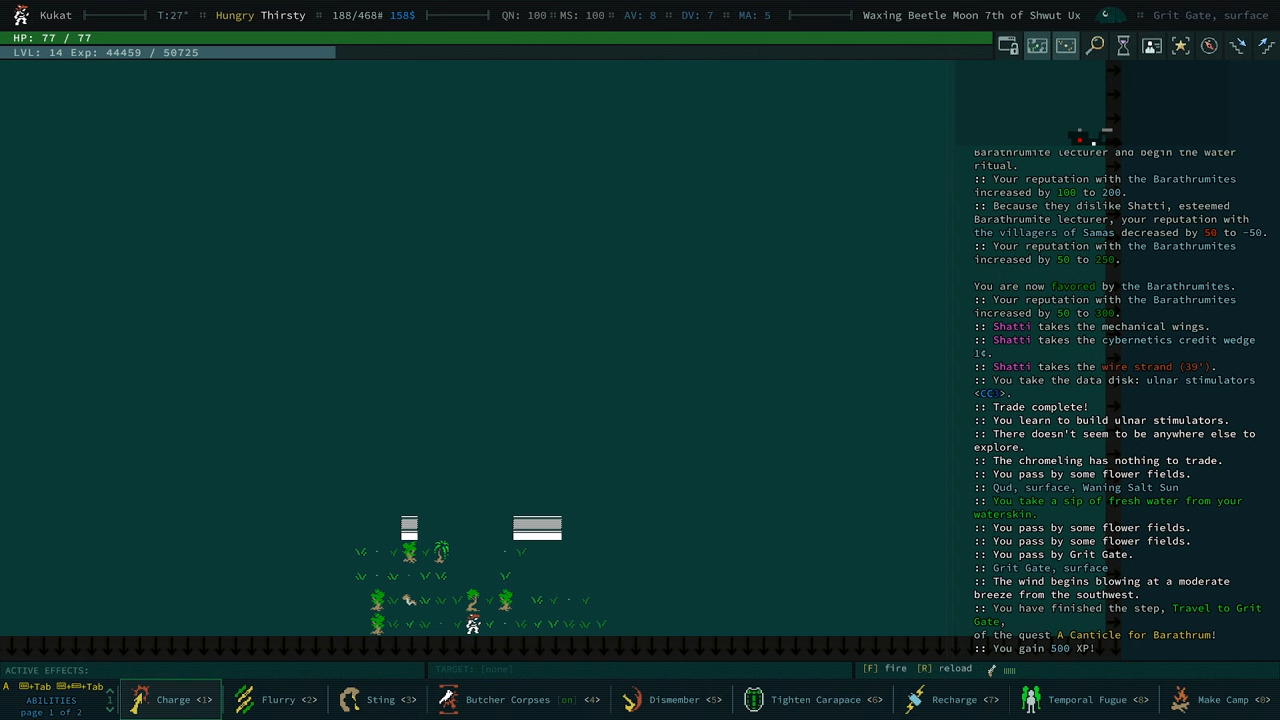 Kukat T:27° :: Hungry Thirsty :: 188/468# 158$ QN: 100 :: MS: 100 :: AV: 8 :: DV: 7 :: MA: 5 Waxing Beetle Moon 7th of Shwut Ux :: Grit Gate, surface
HP: 77 / 77
LVL: 14 Exp: 44459 / 50725
Barathrumite lecturer and begin the water
ritual.
:: Your reputation with the Barathrumites
increased by 100 to 200.
:: Because they dislike Shatti, esteemed
Barathrumite lecturer, your reputation with
the villagers of Samas decreased by 50 to -50.
:: Your reputation with the Barathrumites
increased by 50 to 250.
You are now favored by the Barathrumites.
:: Your reputation with the Barathrumites
increased by 50 to 300.
:: Shatti takes the mechanical wings.
:: Shatti takes the cybernetics credit wedge
1¢.
:: Shatti takes the wire strand (39').
:: You take the data disk: ulnar stimulators
<CC3>.
:: Trade complete!
:: You learn to build ulnar stimulators.
:: There doesn't seem to be anywhere else to
explore.
:: The chromeling has nothing to trade.
:: You pass by some flower fields.
:: Qud, surface, Waning Salt Sun
:: You take a sip of fresh water from your
waterskin.
:: You pass by some flower fields.
:: You pass by some flower fields.
:: You pass by Grit Gate.
:: Grit Gate, surface
:: The wind begins blowing at a moderate
breeze from the southwest.
:: You have finished the step, Travel to Grit
Gate,
of the quest A Canticle for Barathrum!
:: You gain 500 XP!
ACTIVE EFFECTS: TARGET: [none] [F] fire [R] reload
A Tab Tab
ABILITIES 1
page 1 of 2
Charge <1> Flurry <2> Sting <3> Butcher Corpses [on] <4> Dismember <5> Tighten Carapace <6> Recharge <7> Temporal Fugue <8> Make Camp <0>